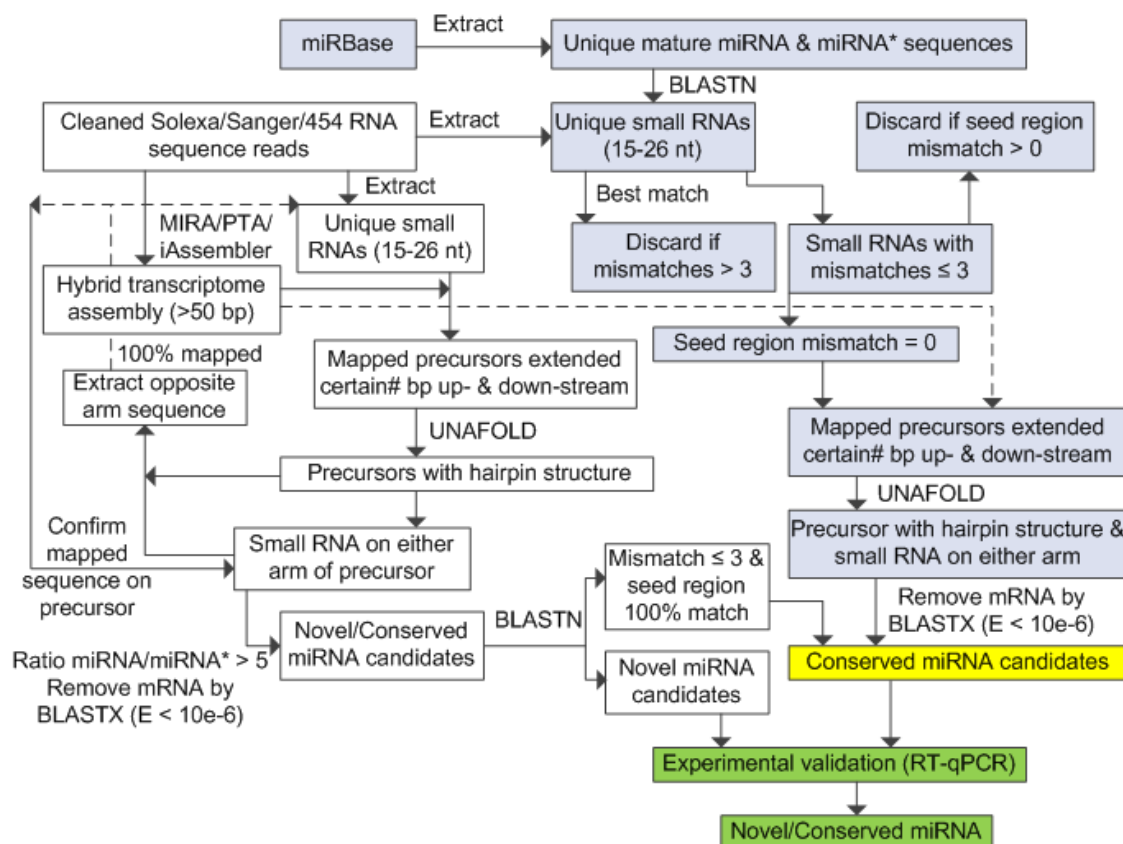 Extract
miRBase
Unique mature miRNA & miRNA* sequences
BLASTN
Cleaned Solexa/Sanger/454 RNA
sequence reads
Extract
Unique small RNAs
(15-26 nt)
Discard if seed region
mismatch > 0
Extract
Best match
MIRA/PTA/
iAssembler
Unique small
RNAs (15-26 nt)
Discard if
mismatches > 3
Small RNAs with
mismatches ≤ 3
Hybrid transcriptome
assembly (>50 bp)
Seed region mismatch = 0
100% mapped
Extract opposite
arm sequence
Mapped precursors extended
certain# bp up- & down-stream
UNAFOLD
Mapped precursors extended
certain# bp up- & down-stream
UNAFOLD
Precursors with hairpin structure
Confirm
mapped
sequence on
precursor
Small RNA on either
arm of precursor
Mismatch ≤ 3 &
seed region
100% match
Precursor with hairpin structure &
small RNA on either arm
Remove mRNA by
BLASTX (E < 10e-6)
Novel/Conserved
miRNA candidates
BLASTN
Ratio miRNA/miRNA* > 5
Remove mRNA by
BLASTX (E < 10e-6)
Novel miRNA
candidates
Conserved miRNA candidates
Experimental validation (RT-qPCR)
Novel/Conserved miRNA